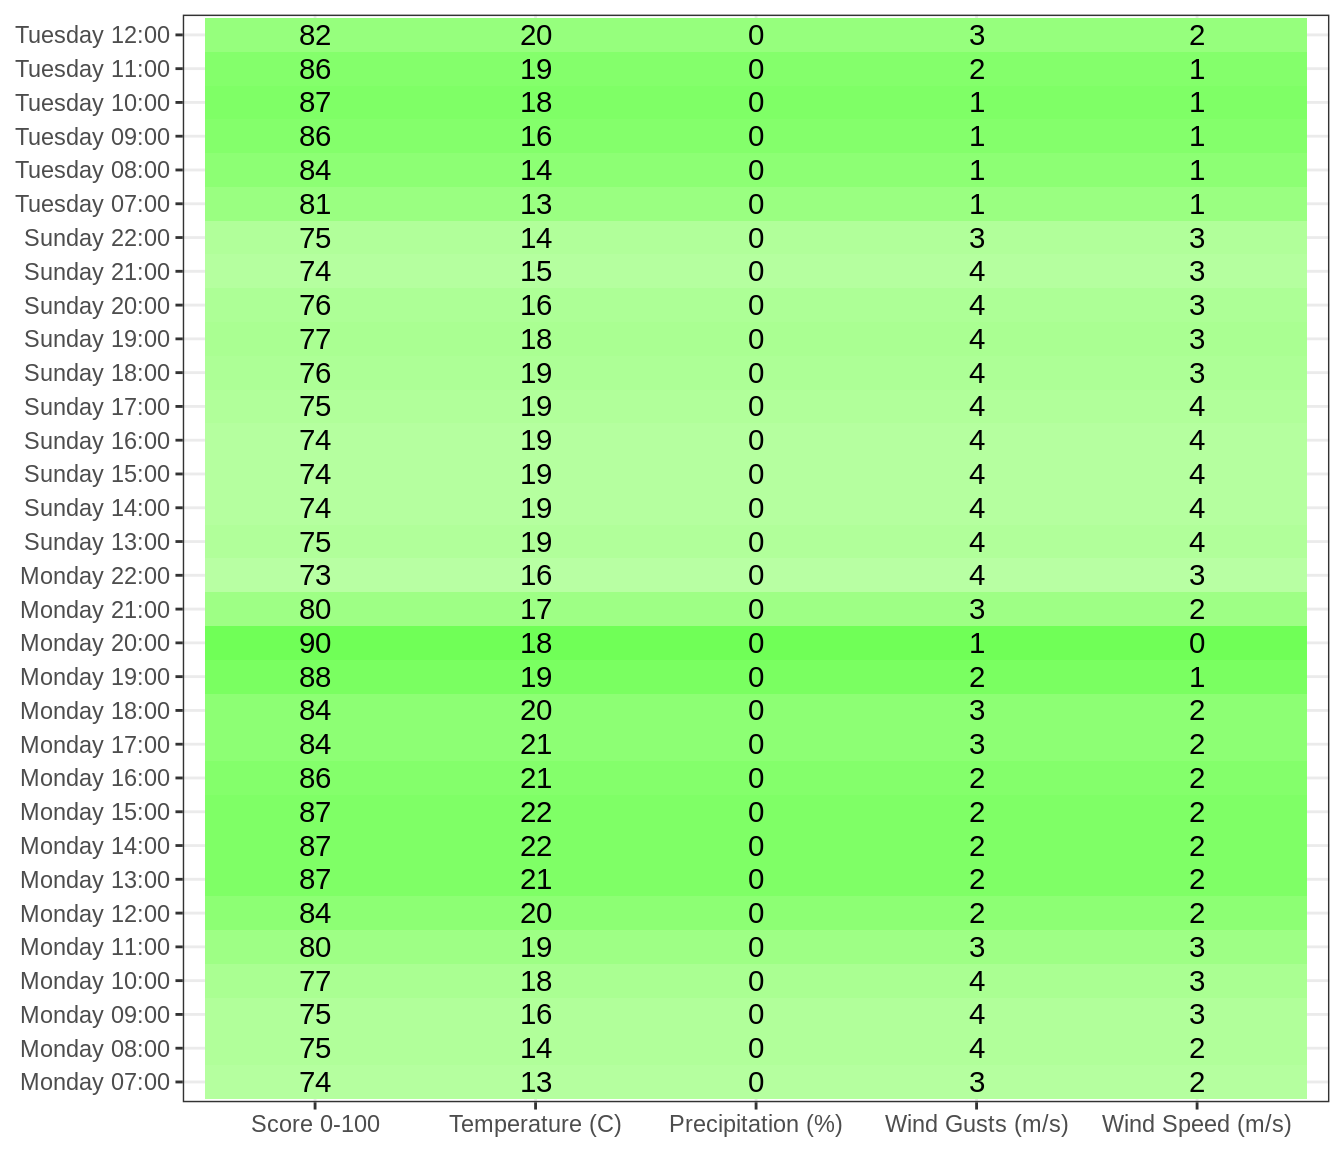 Tuesday 12:00 82 20 0 3 2
Tuesday 11:00 86 19 0 2 1
Tuesday 10:00 87 18 0 1 1
Tuesday 09:00 86 16 0 1 1
Tuesday 08:00 84 14 0 1 1
Tuesday 07:00 81 13 0 1 1
Sunday 22:00 75 14 0 3 3
Sunday 21:00 74 15 0 4 3
Sunday 20:00 76 16 0 4 3
Sunday 19:00 77 18 0 4 3
Sunday 18:00 76 19 0 4 3
Sunday 17:00 75 19 0 4 4
Sunday 16:00 74 19 0 4 4
Sunday 15:00 74 19 0 4 4
Sunday 14:00 74 19 0 4 4
Sunday 13:00 75 19 0 4 4
Monday 22:00 73 16 0 4 3
Monday 21:00 80 17 0 3 2
Monday 20:00 90 18 0 1 0
Monday 19:00 88 19 0 2 1
Monday 18:00 84 20 0 3 2
Monday 17:00 84 21 0 3 2
Monday 16:00 86 21 0 2 2
Monday 15:00 87 22 0 2 2
Monday 14:00 87 22 0 2 2
Monday 13:00 87 21 0 2 2
Monday 12:00 84 20 0 2 2
Monday 11:00 80 19 0 3 3
Monday 10:00 77 18 0 4 3
Monday 09:00 75 16 0 4 3
Monday 08:00 75 14 0 4 2
Monday 07:00 74 13 0 3 2
Score 0-100 Temperature (C) Precipitation (%) Wind Gusts (m/s) Wind Speed (m/s)